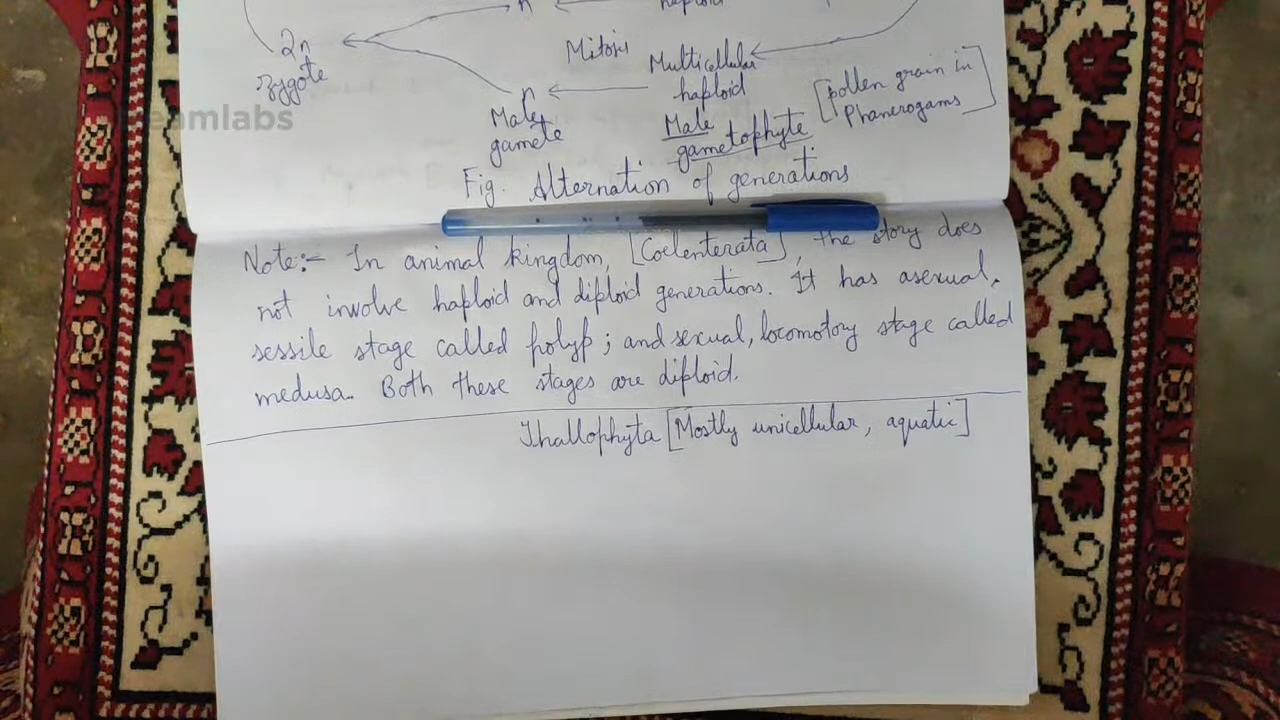 n
haploid
2n
zygote
Mitosis
Multicellular
haploid
n
Male
gamete
Male
gametophyte
[pollen grain in
Phanerogams]
Fig. Alternation of generations
Note:- In animal kingdom, [Coelenterata], the story does
not involve haploid and diploid generations. It has asexual,
sessile stage called polyp; and sexual, locomotory stage called
medusa. Both these stages are diploid.
Thallophyta [Mostly unicellular, aquatic]
eamlabs